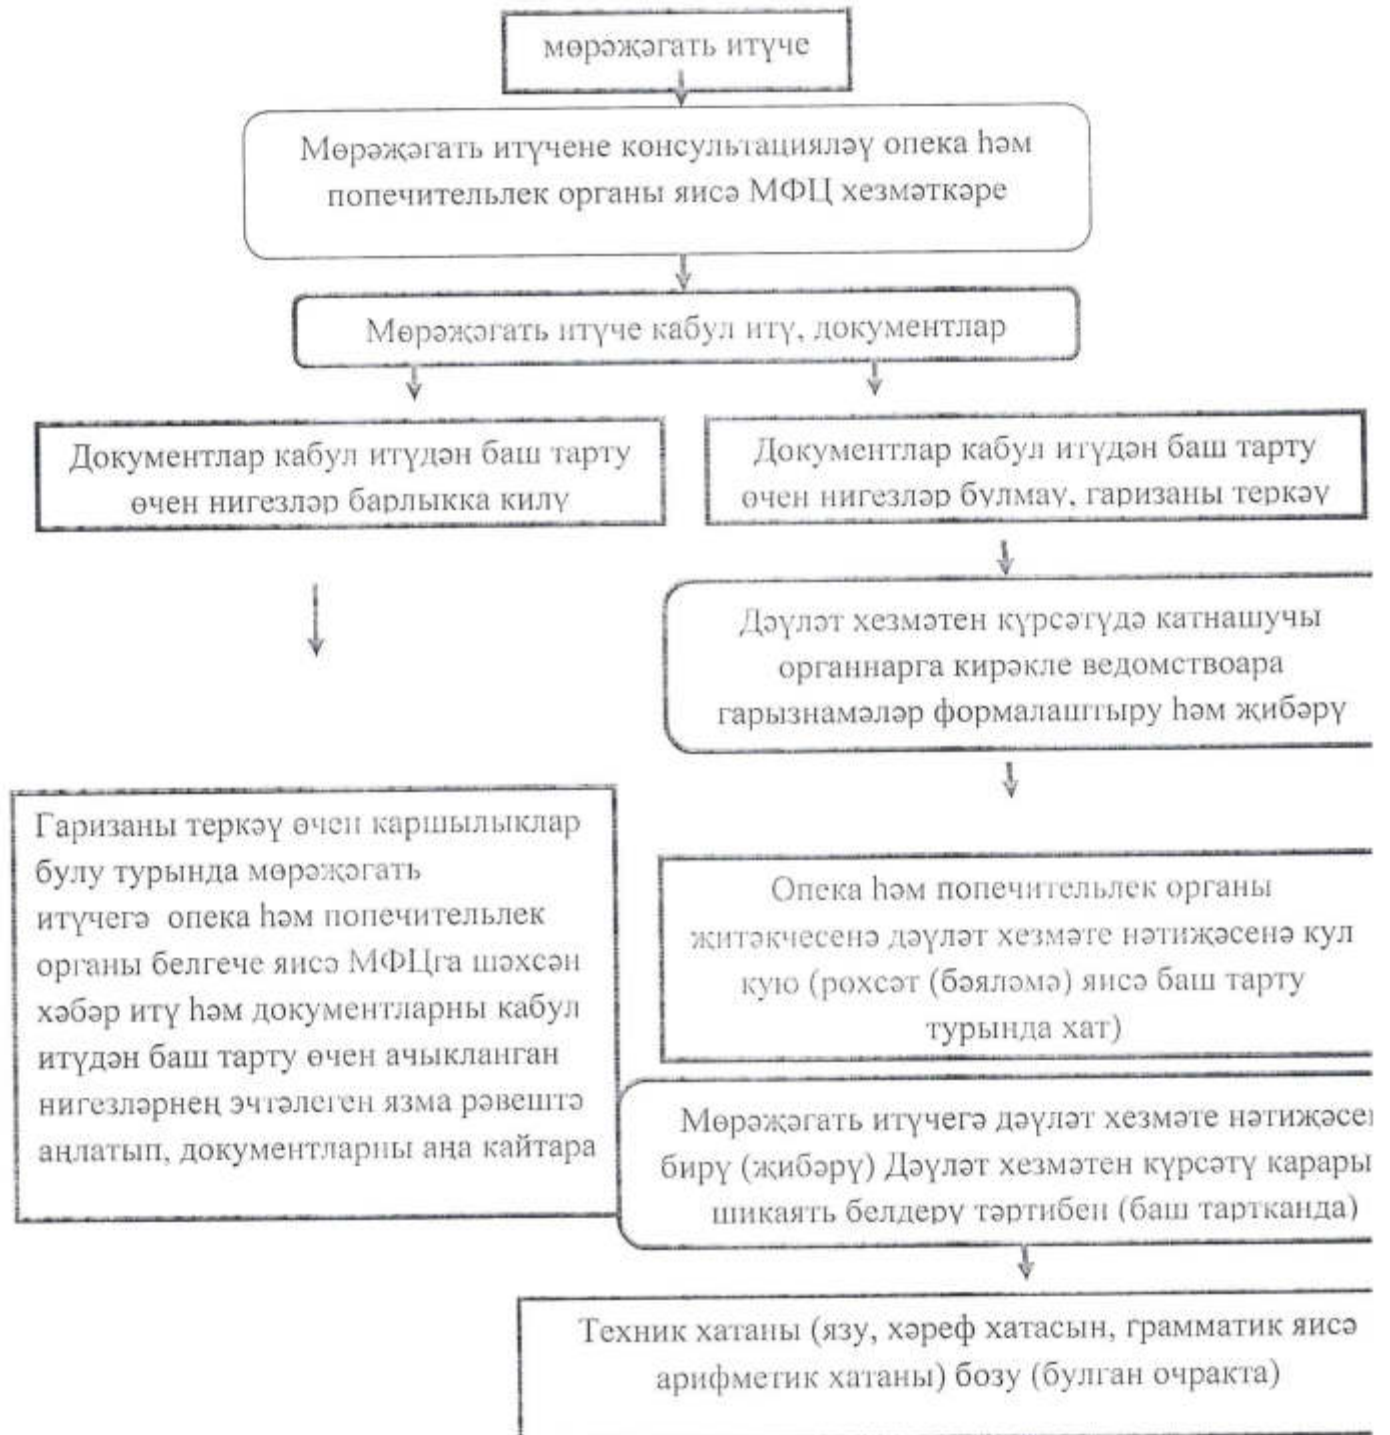 мөрәҗәгать итүче
Мөрәҗәгать итүчене консультацияләү опека һәм
попечительлек органы яисә МФЦ хезмәткәре
Мөрәҗәгать итүче кабул итү, документлар
Документлар кабул итүдән баш тарту
өчен нигезләр барлыкка килү
Документлар кабул итүдән баш тарту
өчен нигезләр булмау, гаризаны теркәү
Дәүләт хезмәтен күрсәтүдә катнашучы
органнарга кирәкле ведомствоара
гарызнамәләр формалаштыру һәм җибәрү
Гаризаны теркәү өчен каршылыклар
булу турында мөрәҗәгать
итүчегә опека һәм попечительлек
органы белгече яисә МФЦга шәхсән
хәбәр итү һәм документларны кабул
итүдән баш тарту өчен ачыкланган
нигезләрнең эчтәлеген язма рәвештә
аңлатып, документларны аңа кайтара
Опека һәм попечительлек органы
җитәкчесенә дәүләт хезмәте нәтиҗәсенә кул
кую (рөхсәт (бәяләмә) яисә баш тарту
турында хат)
Мөрәҗәгать итүчегә дәүләт хезмәте
бирү (җибәрү) Дәүләт хезмәтен күрсәтү карары
шикаять белдерү тәртибен (баш тартканда)
Техник хатаны (язу, хәреф хатасын, грамматик яисә
арифметик хатаны) бозу (булган очракта)